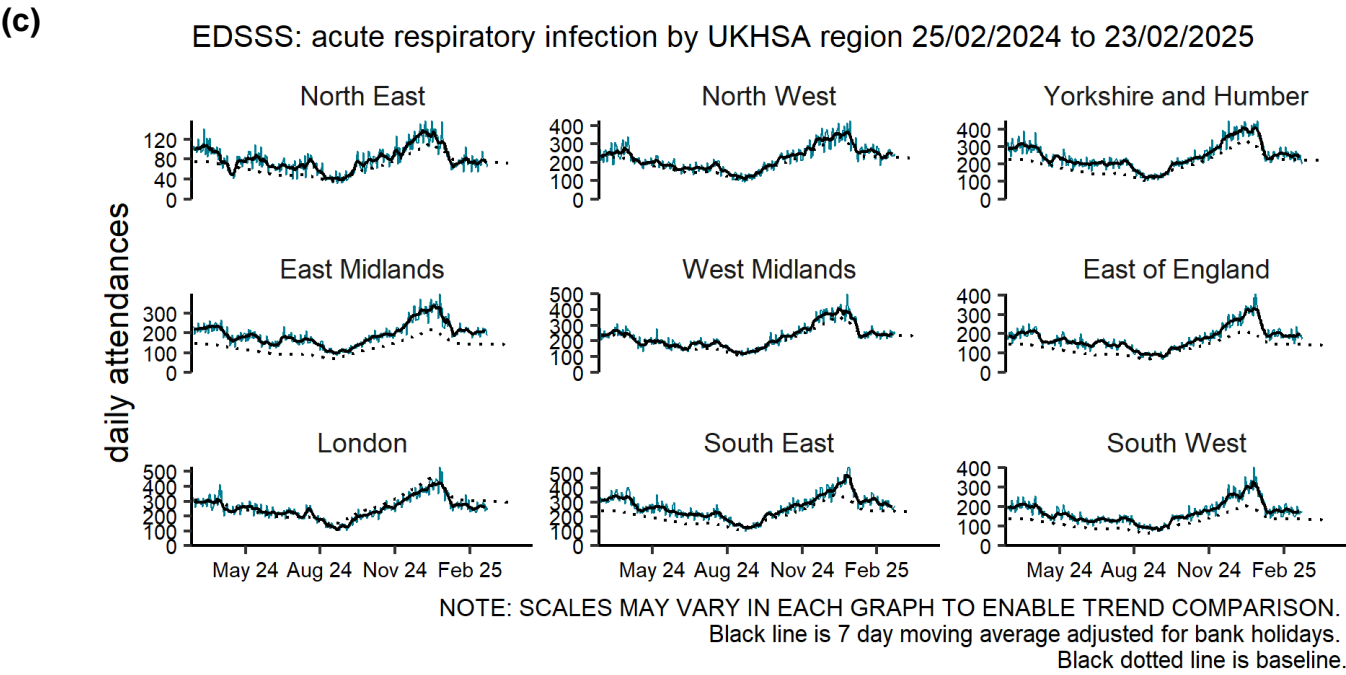 (c)
EDSSS: acute respiratory infection by UKHSA region 25/02/2024 to 23/02/2025
daily attendances
North East
120
80
40
0
North West
400
300
200
100
0
Yorkshire and Humber
400
300
200
100
0
East Midlands
300
200
100
0
West Midlands
500
400
300
200
100
0
East of England
400
300
200
100
0
London
500
400
300
200
100
0
South East
500
400
300
200
100
0
South West
400
300
200
100
0
May 24 Aug 24 Nov 24 Feb 25
May 24 Aug 24 Nov 24 Feb 25
May 24 Aug 24 Nov 24 Feb 25
NOTE: SCALES MAY VARY IN EACH GRAPH TO ENABLE TREND COMPARISON.
Black line is 7 day moving average adjusted for bank holidays.
Black dotted line is baseline.